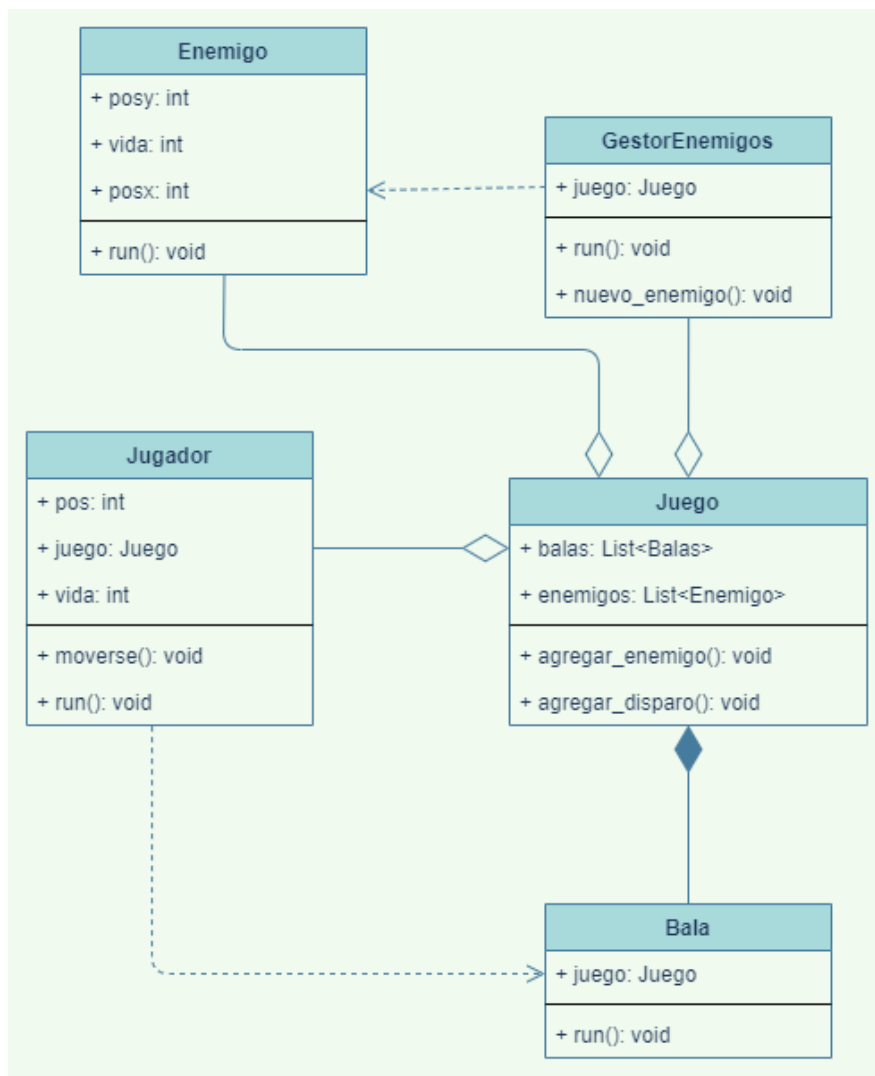 Enemigo
+ posy: int
+ vida: int
+ posx: int
+ run(): void
GestorEnemigos
+ juego: Juego
+ run(): void
+ nuevo_enemigo(): void
Jugador
+ pos: int
+ juego: Juego
+ vida: int
+ moverse(): void
+ run(): void
Juego
+ balas: List<Balas>
+ enemigos: List<Enemigo>
+ agregar_enemigo(): void
+ agregar_disparo(): void
Bala
+ juego: Juego
+ run(): void